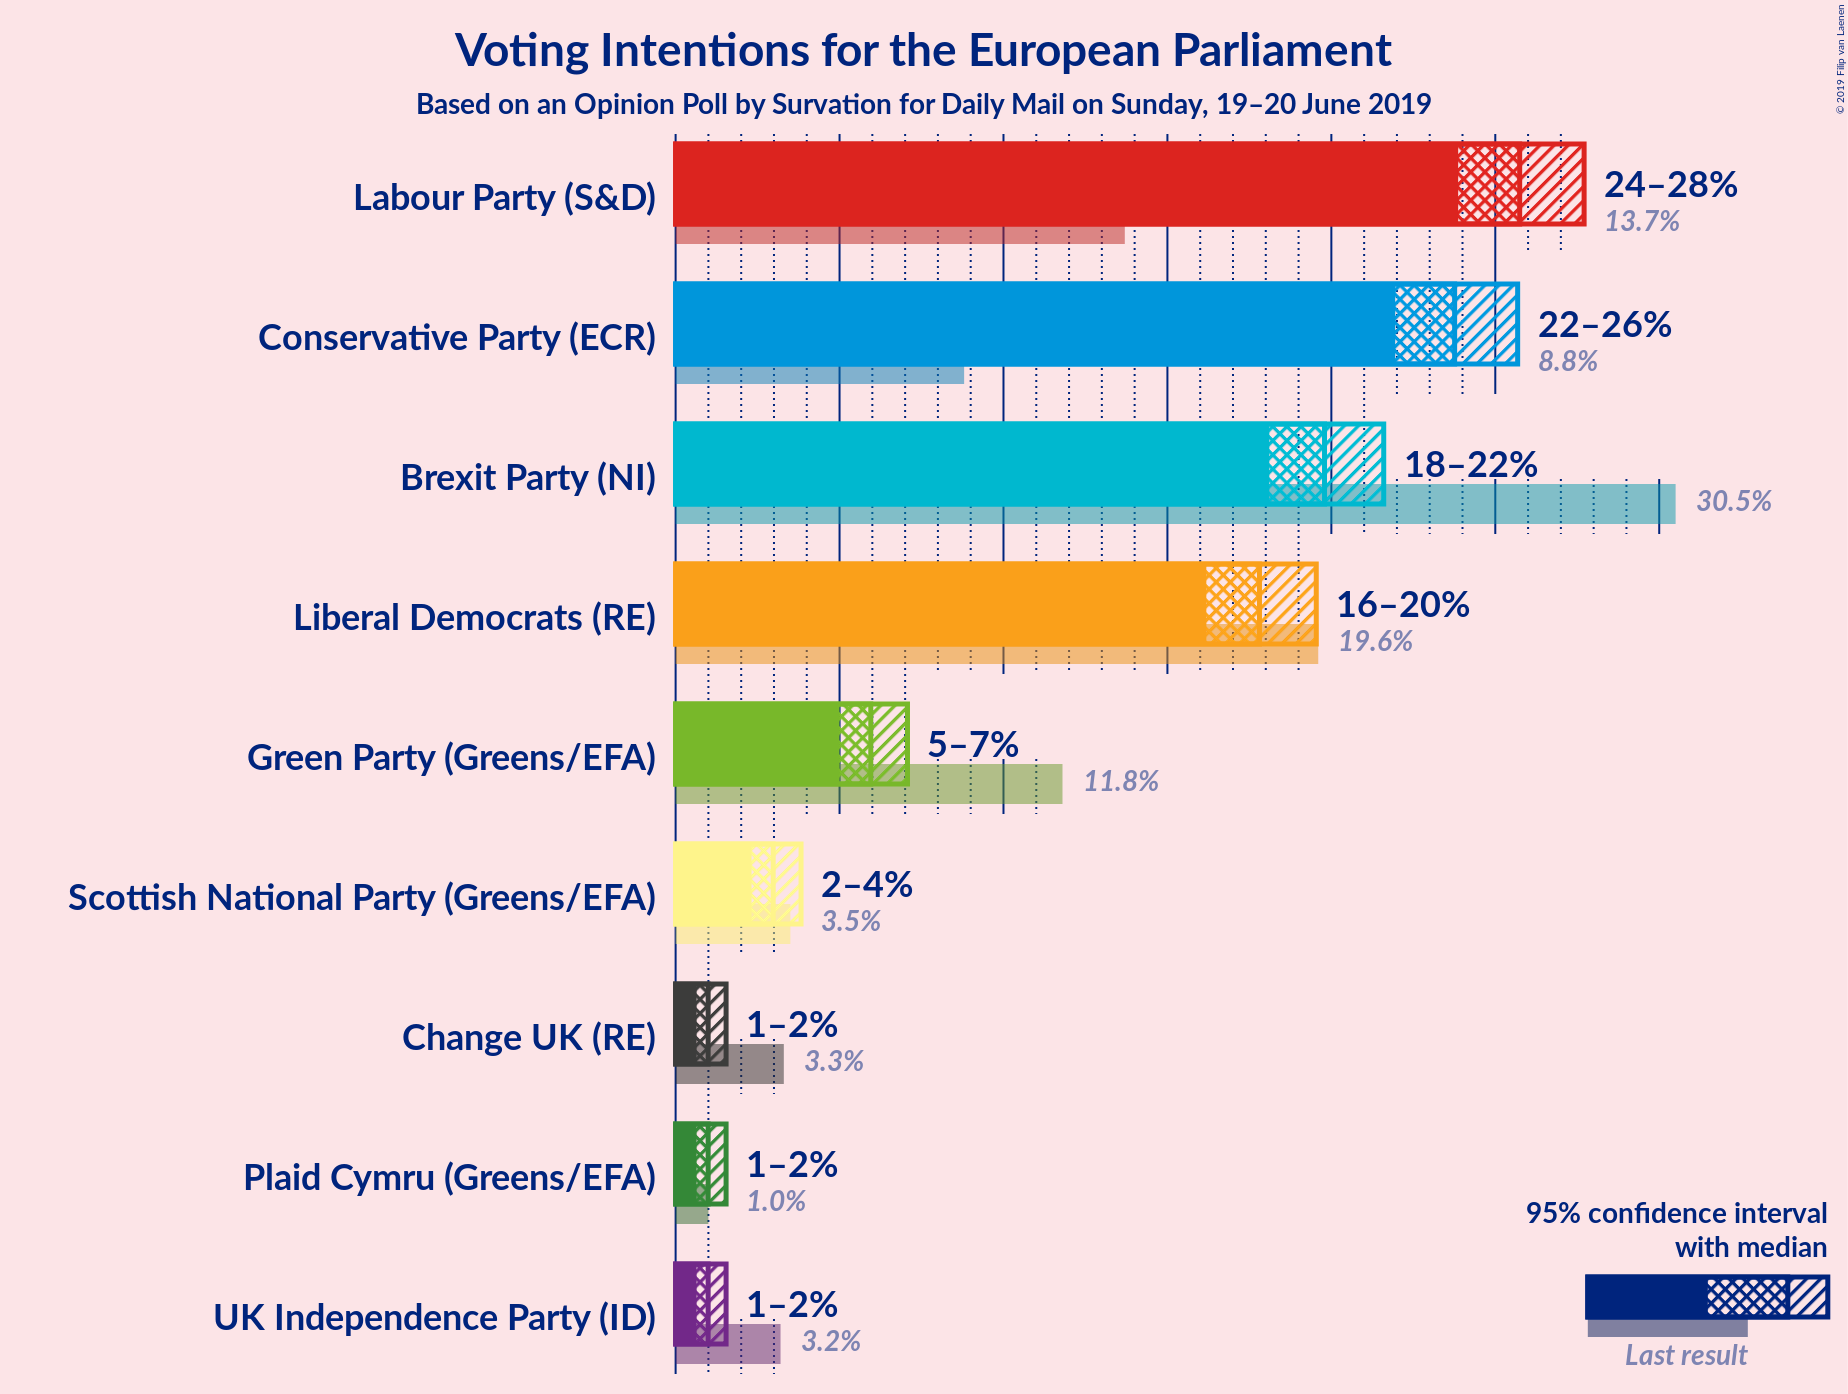 Voting Intentions for the European Parliament
Based on an Opinion Poll by Survation for Daily Mail on Sunday, 19–20 June 2019
© 2019 Filip van Laenen
Labour Party (S&D)
24–28%
13.7%
Conservative Party (ECR)
22–26%
8.8%
Brexit Party (NI)
18–22%
30.5%
Liberal Democrats (RE)
16–20%
19.6%
Green Party (Greens/EFA)
5–7%
11.8%
Scottish National Party (Greens/EFA)
2–4%
3.5%
Change UK (RE)
1–2%
3.3%
Plaid Cymru (Greens/EFA)
1–2%
1.0%
UK Independence Party (ID)
1–2%
3.2%
95% confidence interval
with median
Last result